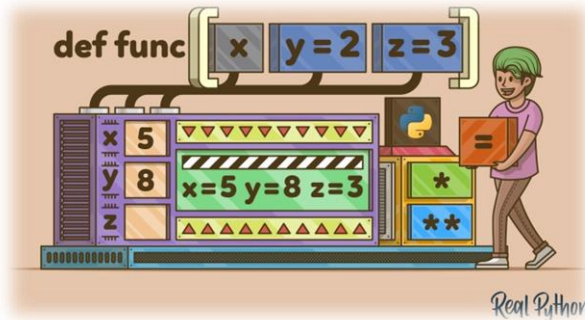 def func [ x y = 2 z = 3 ]
x 5
y 8
z
x=5 y=8 z=3
=
*
**
Real Python